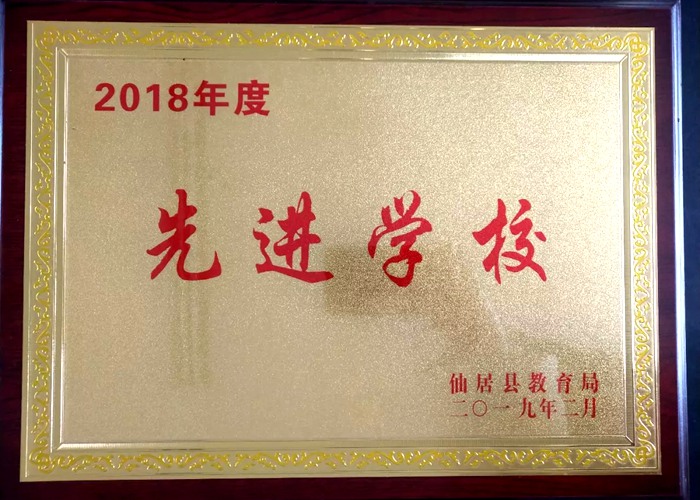 2018年度
先进学校
仙居县教育局
二〇一九年二月